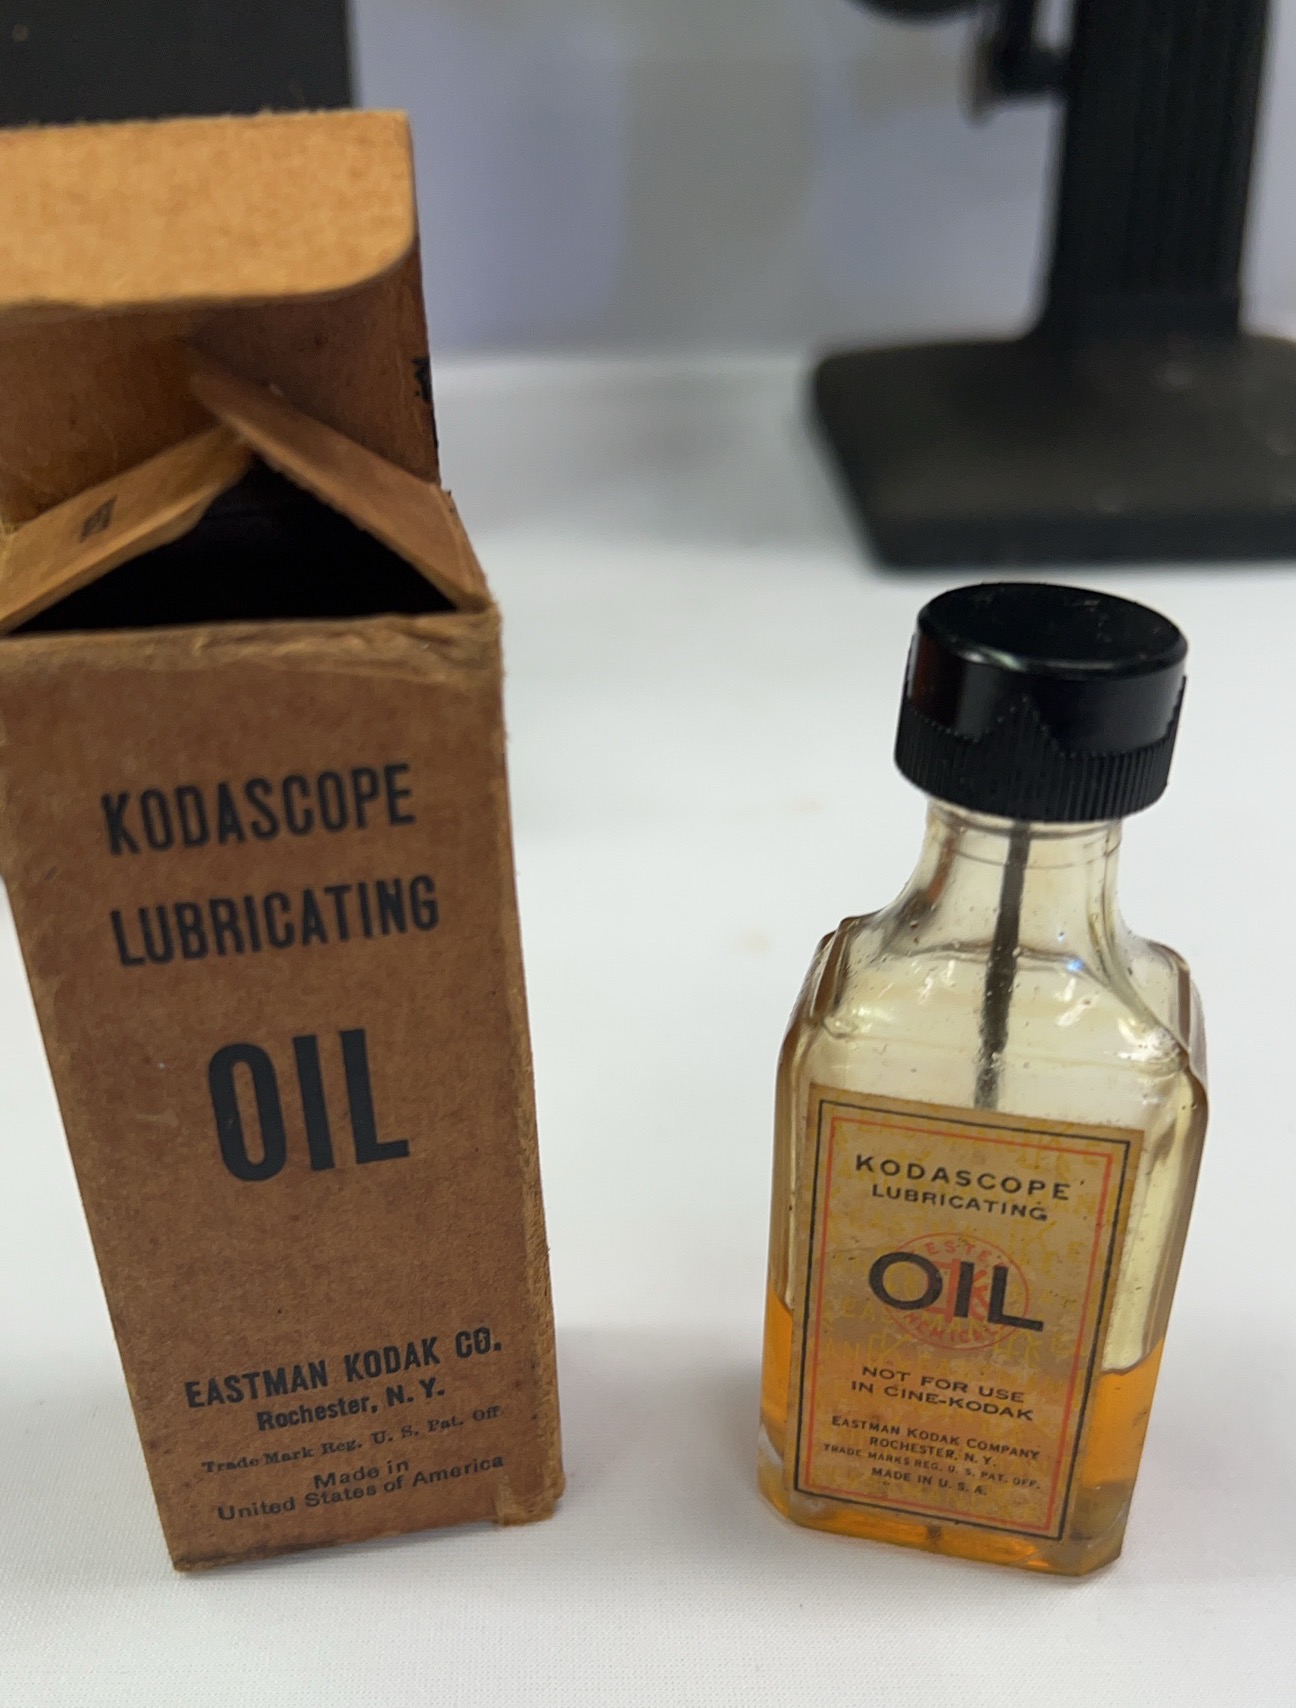 KODASCOPE
LUBRICATING
OIL
EASTMAN KODAK CO.
Rochester, N. Y.
Trade Mark Reg. U. S. Pat. Off.
Made in
United States of America
KODASCOPE
LUBRICATING
OIL
NOT FOR USE
IN CINE-KODAK
EASTMAN KODAK COMPANY
ROCHESTER, N. Y.
TRADE MARKS REG. U. S. PAT. OFF.
MADE IN U. S. A.